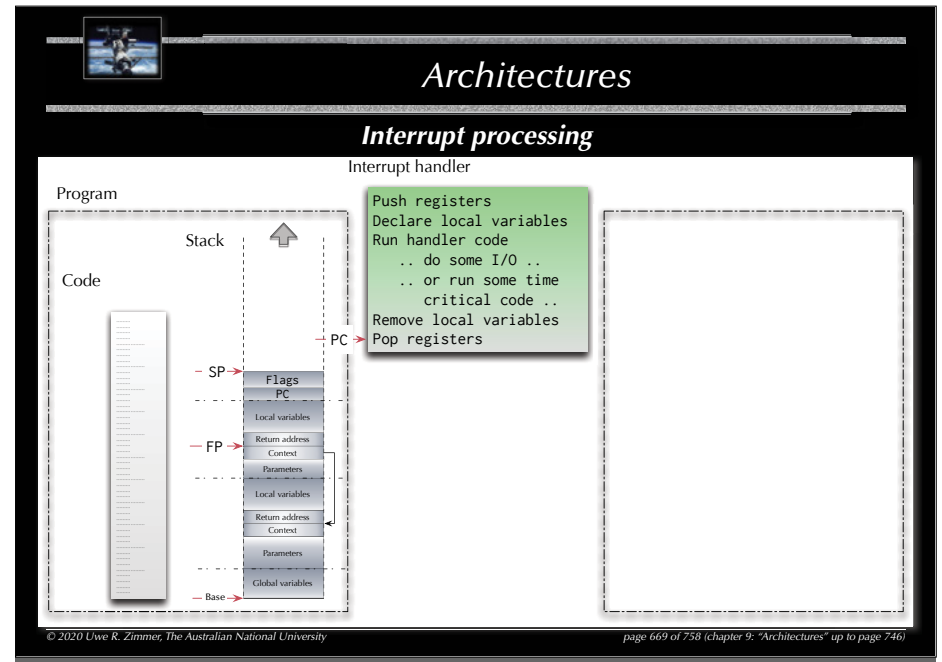 Architectures
Interrupt processing
Interrupt handler
Program
Push registers
Declare local variables
Run handler code
.. do some I/O ..
.. or run some time
critical code ..
Remove local variables
Pop registers
Stack
Code
PC
SP
Flags
PC
Local variables
FP
Return address
Context
Parameters
Local variables
Return address
Context
Parameters
Global variables
Base
© 2020 Uwe R. Zimmer, The Australian National University
page 669 of 758 (chapter 9: “Architectures” up to page 746)